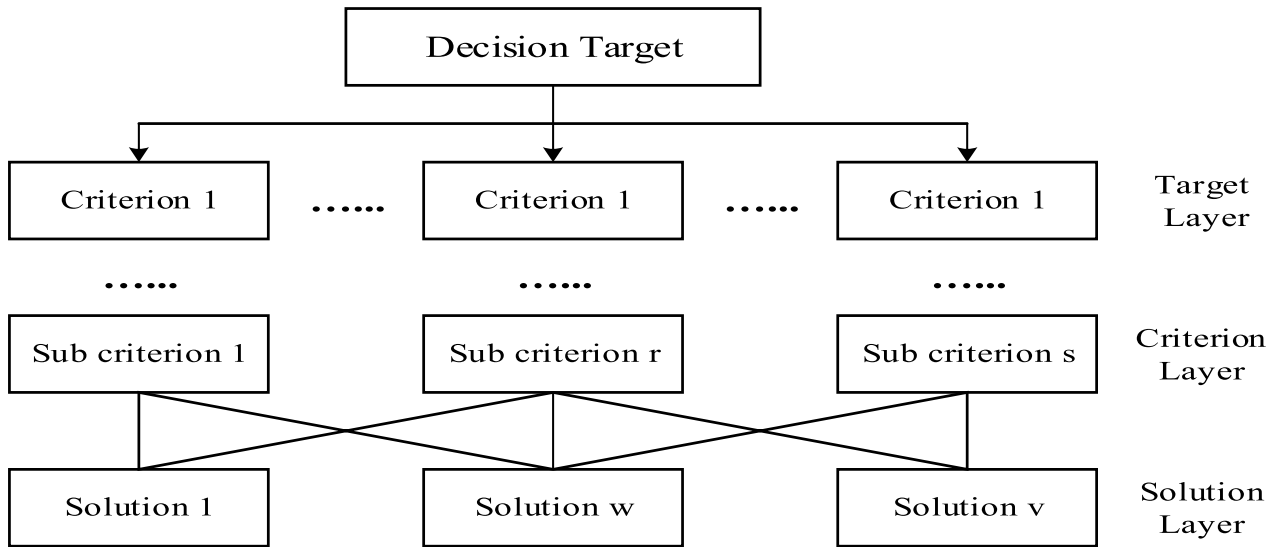 Decision Target
Criterion 1 ...... Criterion 1 ...... Criterion 1
Target
Layer
...... ...... ......
Sub criterion 1 Sub criterion r Sub criterion s
Criterion
Layer
Solution 1 Solution w Solution v
Solution
Layer